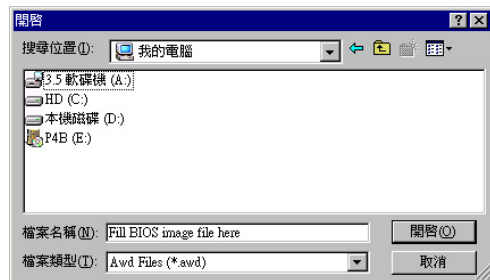 開啓
搜尋位置(I): 我的電腦
3.5 軟碟機 (A:)
HD (C:)
本機磁碟 (D:)
P4B (E:)
檔案名稱(N): Fill BIOS image file here 開啓(O)
檔案類型(T): Awd Files (*.awd) 取消